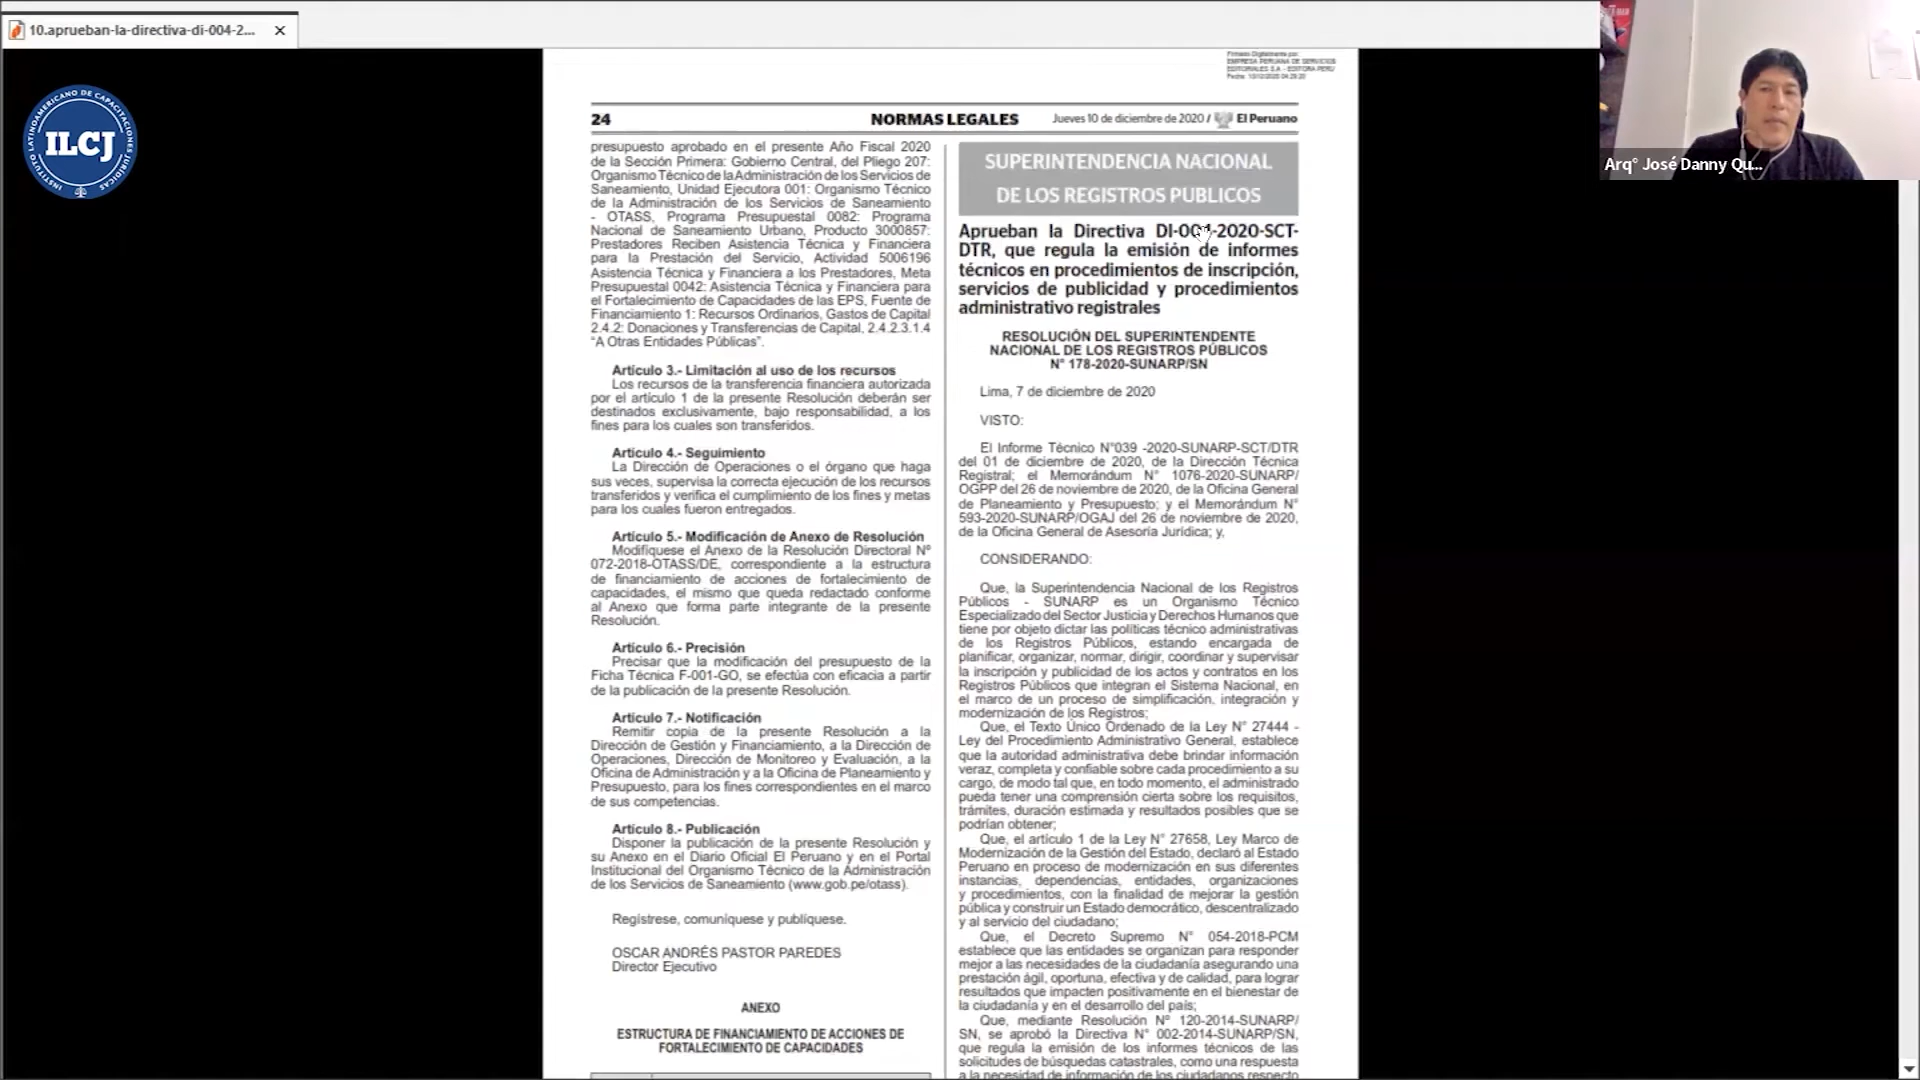 10.aprueban-la-directiva-di-004-2...
INSTITUTO LATINOAMERICANO DE CAPACITACIONES JURÍDICAS
ILCJ
Arq° José Danny Qu...
Firmado Digitalmente por:
EMPRESA PERUANA DE SERVICIOS
EDITORIALES S.A. - EDITORA PERU
Fecha: 10/12/2020 04:29:20
24
NORMAS LEGALES
Jueves 10 de diciembre de 2020 / El Peruano
presupuesto aprobado en el presente Año Fiscal 2020
de la Sección Primera: Gobierno Central, del Pliego 207:
Organismo Técnico de la Administración de los Servicios de
Saneamiento, Unidad Ejecutora 001: Organismo Técnico
de la Administración de los Servicios de Saneamiento
- OTASS, Programa Presupuestal 0082: Programa
Nacional de Saneamiento Urbano, Producto 3000857:
Prestadores Reciben Asistencia Técnica y Financiera
para la Prestación del Servicio, Actividad 5006196
Asistencia Técnica y Financiera a los Prestadores, Meta
Presupuestal 0042: Asistencia Técnica y Financiera para
el Fortalecimiento de Capacidades de las EPS, Fuente de
Financiamiento 1: Recursos Ordinarios, Gastos de Capital
2.4.2: Donaciones y Transferencias de Capital, 2.4.2.3.1.4
“A Otras Entidades Públicas”.
Artículo 3.- Limitación al uso de los recursos
Los recursos de la transferencia financiera autorizada
por el artículo 1 de la presente Resolución deberán ser
destinados exclusivamente, bajo responsabilidad, a los
fines para los cuales son transferidos.
Artículo 4.- Seguimiento
La Dirección de Operaciones o el órgano que haga
sus veces, supervisa la correcta ejecución de los recursos
transferidos y verifica el cumplimiento de los fines y metas
para los cuales fueron entregados.
Artículo 5.- Modificación de Anexo de Resolución
Modifíquese el Anexo de la Resolución Directoral Nº
072-2018-OTASS/DE, correspondiente a la estructura
de financiamiento de acciones de fortalecimiento de
capacidades, el mismo que queda redactado conforme
al Anexo que forma parte integrante de la presente
Resolución.
Artículo 6.- Precisión
Precisar que la modificación del presupuesto de la
Ficha Técnica F-001-GO, se efectúa con eficacia a partir
de la publicación de la presente Resolución.
Artículo 7.- Notificación
Remitir copia de la presente Resolución a la
Dirección de Gestión y Financiamiento, a la Dirección de
Operaciones, Dirección de Monitoreo y Evaluación, a la
Oficina de Administración y a la Oficina de Planeamiento y
Presupuesto, para los fines correspondientes en el marco
de sus competencias.
Artículo 8.- Publicación
Disponer la publicación de la presente Resolución y
su Anexo en el Diario Oficial El Peruano y en el Portal
Institucional del Organismo Técnico de la Administración
de los Servicios de Saneamiento (www.gob.pe/otass).
Regístrese, comuníquese y publíquese.
OSCAR ANDRÉS PASTOR PAREDES
Director Ejecutivo
ANEXO
ESTRUCTURA DE FINANCIAMIENTO DE ACCIONES DE
FORTALECIMIENTO DE CAPACIDADES
SUPERINTENDENCIA NACIONAL
DE LOS REGISTROS PUBLICOS
Aprueban la Directiva DI-004-2020-SCT-
DTR, que regula la emisión de informes
técnicos en procedimientos de inscripción,
servicios de publicidad y procedimientos
administrativo registrales
RESOLUCIÓN DEL SUPERINTENDENTE
NACIONAL DE LOS REGISTROS PÚBLICOS
N° 178-2020-SUNARP/SN
Lima, 7 de diciembre de 2020
VISTO:
El Informe Técnico N°039 -2020-SUNARP-SCT/DTR
del 01 de diciembre de 2020, de la Dirección Técnica
Registral; el Memorándum N° 1076-2020-SUNARP/
OGPP del 26 de noviembre de 2020, de la Oficina General
de Planeamiento y Presupuesto; y el Memorándum N°
593-2020-SUNARP/OGAJ del 26 de noviembre de 2020,
de la Oficina General de Asesoría Jurídica; y,
CONSIDERANDO:
Que, la Superintendencia Nacional de los Registros
Públicos - SUNARP es un Organismo Técnico
Especializado del Sector Justicia y Derechos Humanos que
tiene por objeto dictar las políticas técnico administrativas
de los Registros Públicos, estando encargada de
planificar, organizar, normar, dirigir, coordinar y supervisar
la inscripción y publicidad de los actos y contratos en los
Registros Públicos que integran el Sistema Nacional, en
el marco de un proceso de simplificación, integración y
modernización de los Registros;
Que, el Texto Único Ordenado de la Ley N° 27444 -
Ley del Procedimiento Administrativo General, establece
que la autoridad administrativa debe brindar información
veraz, completa y confiable sobre cada procedimiento a su
cargo, de modo tal que, en todo momento, el administrado
pueda tener una comprensión cierta sobre los requisitos,
trámites, duración estimada y resultados posibles que se
podrían obtener;
Que, el artículo 1 de la Ley N° 27658, Ley Marco de
Modernización de la Gestión del Estado, declaró al Estado
Peruano en proceso de modernización en sus diferentes
instancias, dependencias, entidades, organizaciones
y procedimientos, con la finalidad de mejorar la gestión
pública y construir un Estado democrático, descentralizado
y al servicio del ciudadano;
Que, el Decreto Supremo N° 054-2018-PCM
establece que las entidades se organizan para responder
mejor a las necesidades de la ciudadanía asegurando una
prestación ágil, oportuna, efectiva y de calidad, para lograr
resultados que impacten positivamente en el bienestar de
la ciudadanía y en el desarrollo del país;
Que, mediante Resolución Nº 120-2014-SUNARP/
SN, se aprobó la Directiva N° 002-2014-SUNARP/SN,
que regula la emisión de los informes técnicos de las
solicitudes de búsquedas catastrales, como una respuesta
a la necesidad de información de los ciudadanos respecto